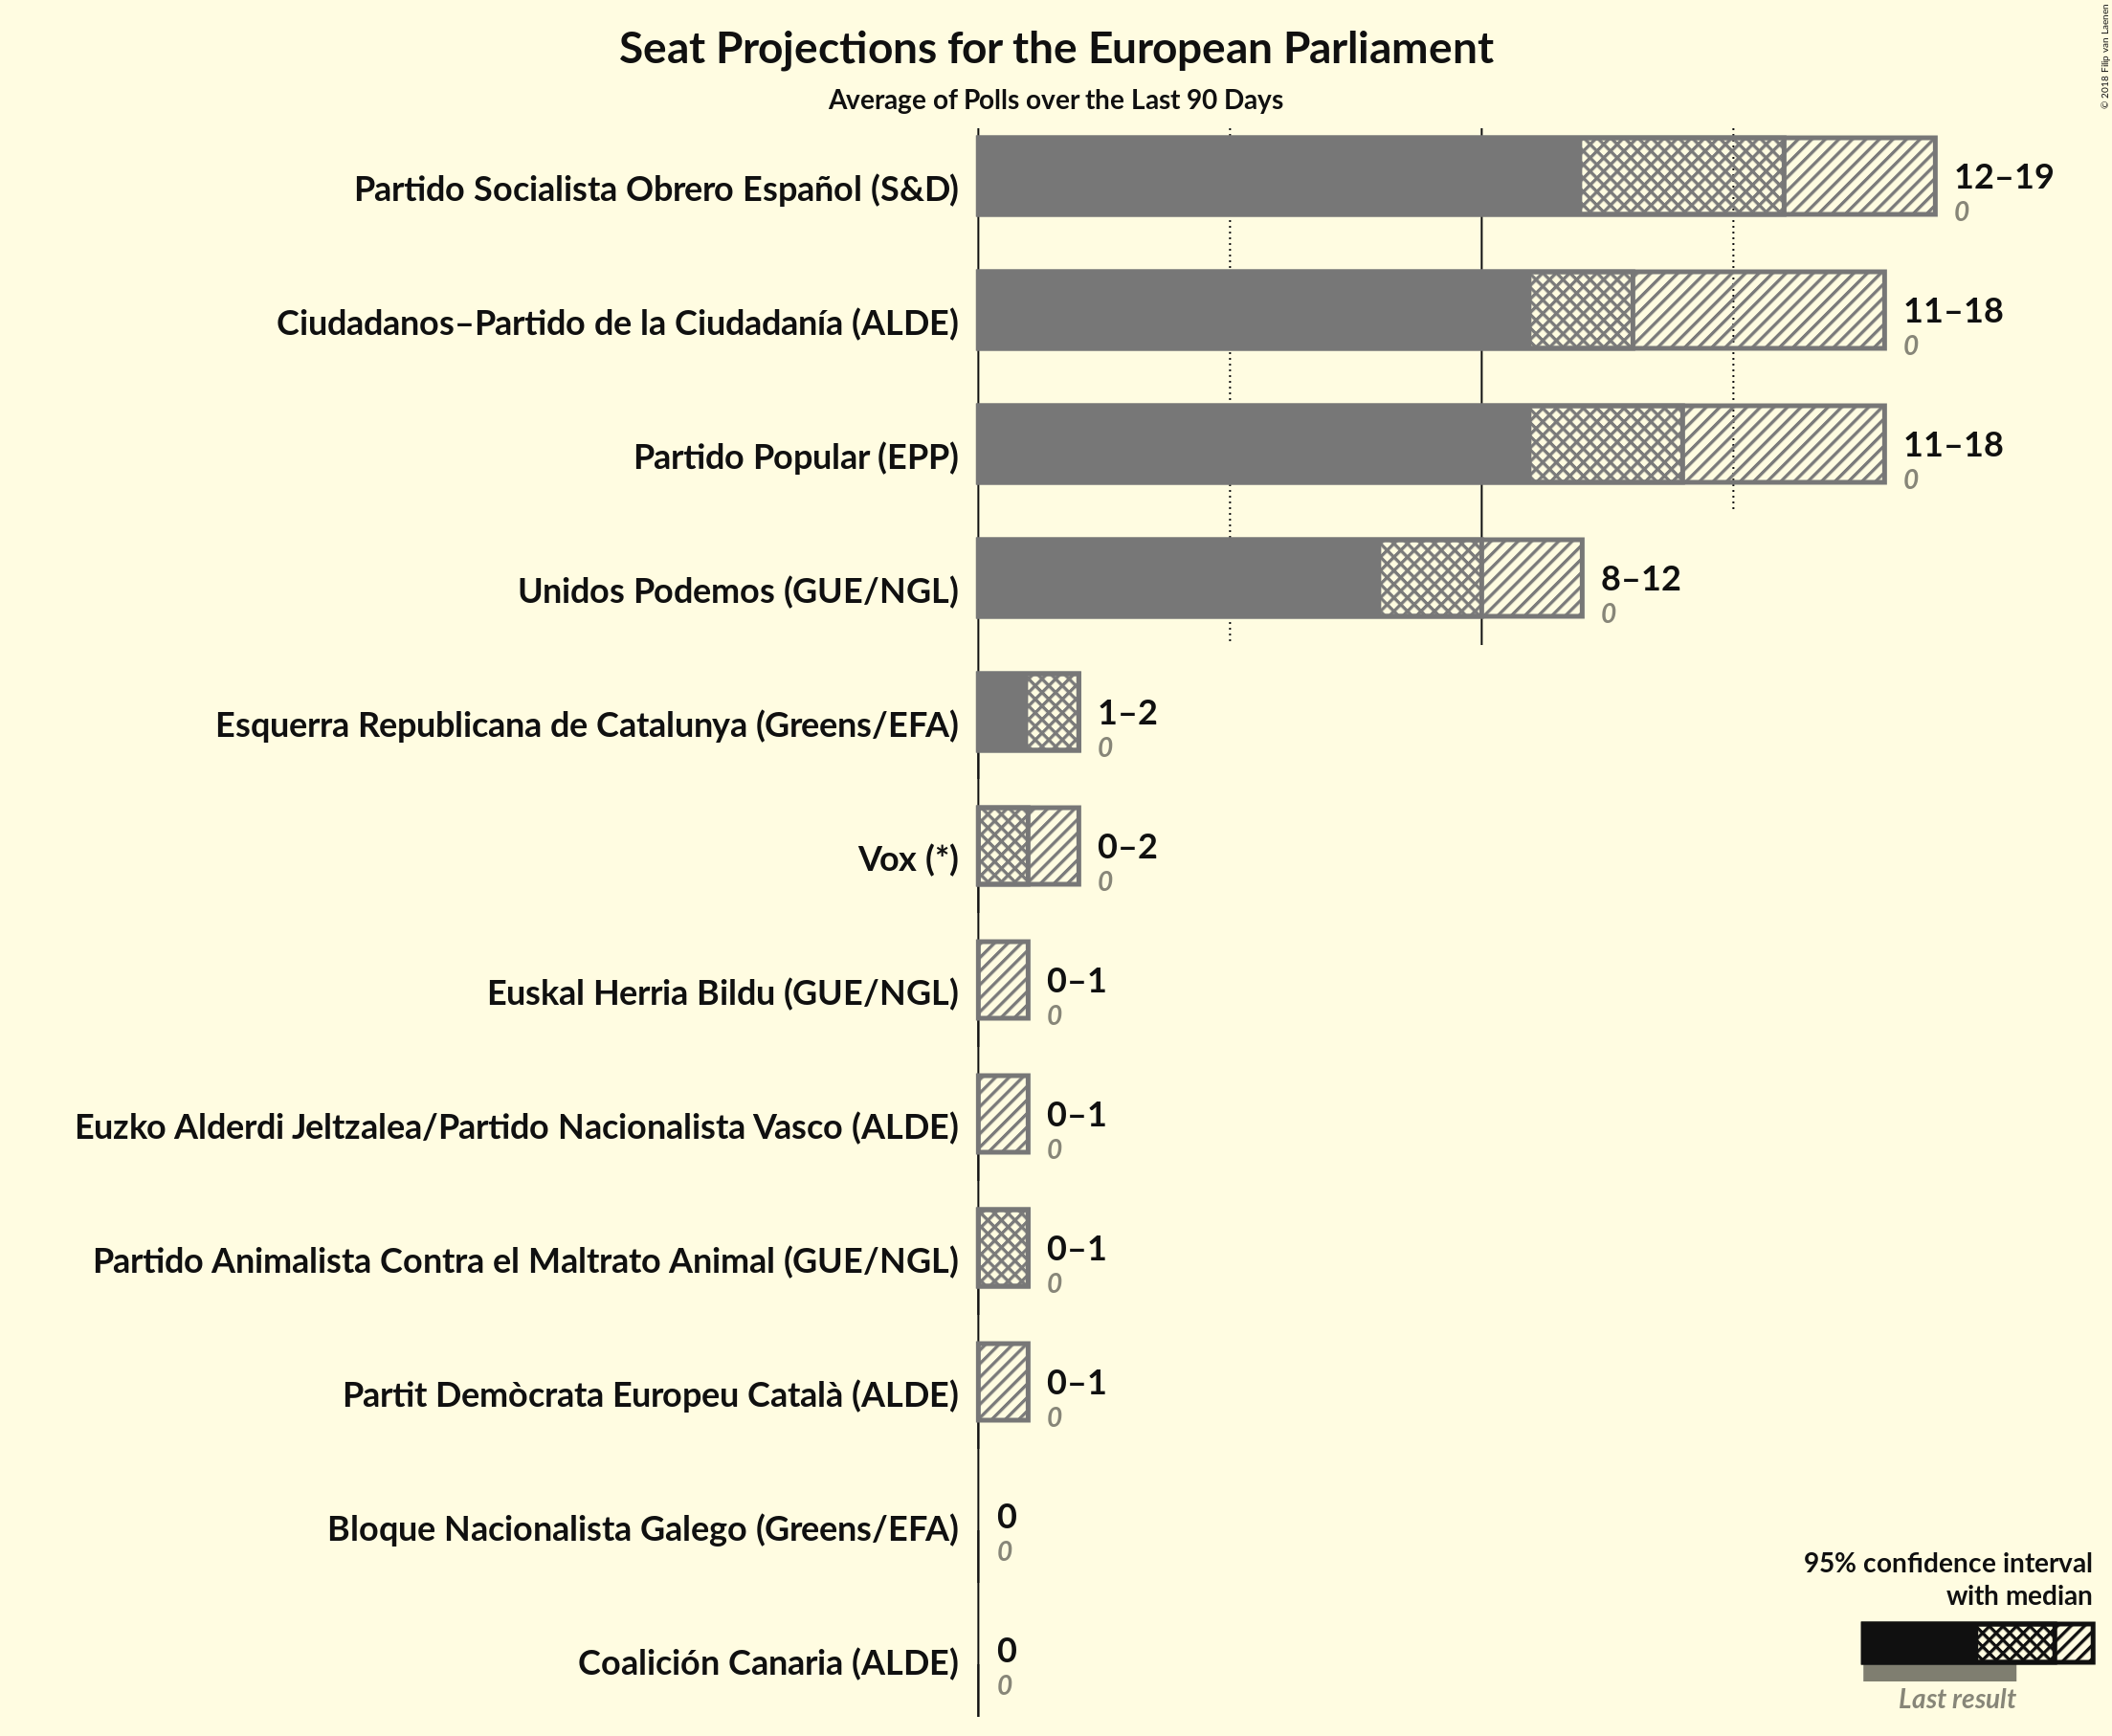 Seat Projections for the European Parliament
Average of Polls over the Last 90 Days
© 2018 Filip van Laenen
Partido Socialista Obrero Español (S&D)
12–19
0
Ciudadanos–Partido de la Ciudadanía (ALDE)
11–18
0
Partido Popular (EPP)
11–18
0
Unidos Podemos (GUE/NGL)
8–12
0
Esquerra Republicana de Catalunya (Greens/EFA)
1–2
0
Vox (*)
0–2
0
Euskal Herria Bildu (GUE/NGL)
0–1
0
Euzko Alderdi Jeltzalea/Partido Nacionalista Vasco (ALDE)
0–1
0
Partido Animalista Contra el Maltrato Animal (GUE/NGL)
0–1
0
Partit Demòcrata Europeu Català (ALDE)
0–1
0
Bloque Nacionalista Galego (Greens/EFA)
0
0
Coalición Canaria (ALDE)
0
0
95% confidence interval
with median
Last result